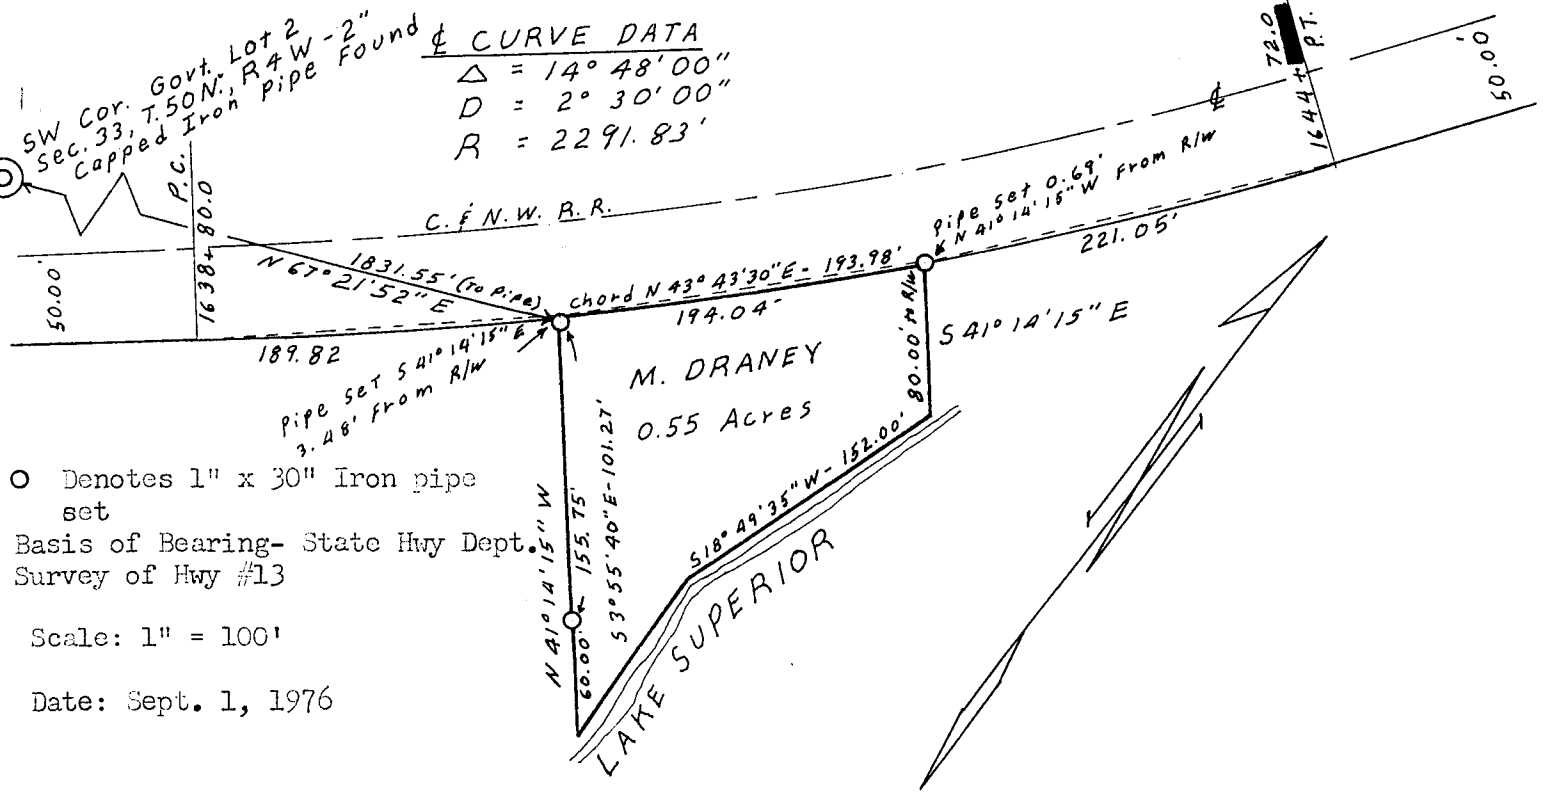 SW Cor. Govt. Lot 2
Sec. 33, T.50N., R4W - 2"
Capped Iron pipe Found
℄ CURVE DATA
Δ = 14° 48' 00"
D = 2° 30' 00"
R = 2291.83'
P.C.
1638+80.0
50.00'
C. & N.W. R.R.
℄
72.0
1644+
P.T.
50.00'
1831.55' (To Pipe)
N 67° 21' 52" E
chord N 43° 43' 30" E - 193.98'
194.04'
pipe set 0.69'
N 41° 14' 15" W From R/W
221.05'
189.82
Pipe set S 41° 14' 15" E
3.48' From R/W
M. DRANEY
0.55 Acres
80.00' to R/W
S 41° 14' 15" E
N 41° 14' 15" W
155.75'
60.00'
S 3° 55' 40" E - 101.27'
S 18° 49' 35" W - 152.00'
LAKE SUPERIOR
O Denotes 1" x 30" Iron pipe
set
Basis of Bearing- State Hwy Dept.
Survey of Hwy #13
Scale: 1" = 100'
Date: Sept. 1, 1976